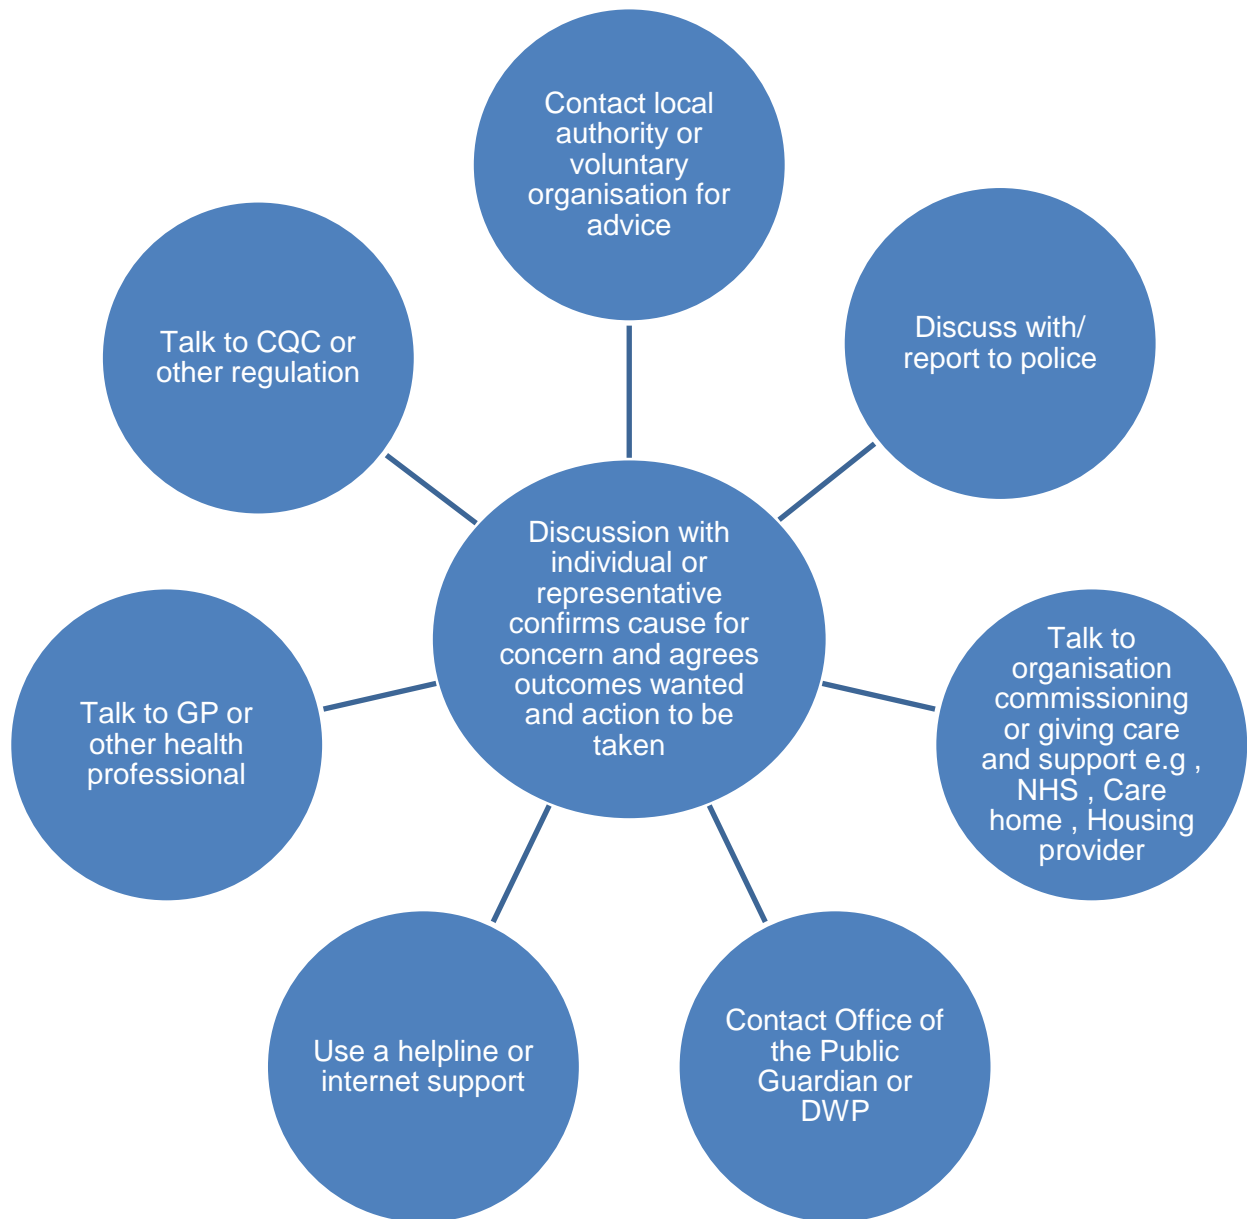 Contact local
authority or
voluntary
organisation for
advice
Discuss with/
report to police
Talk to
organisation
commissioning
or giving care
and support e.g ,
NHS , Care
home , Housing
provider
Contact Office of
the Public
Guardian or
DWP
Use a helpline or
internet support
Talk to GP or
other health
professional
Talk to CQC or
other regulation
Discussion with
individual or
representative
confirms cause for
concern and agrees
outcomes wanted
and action to be
taken